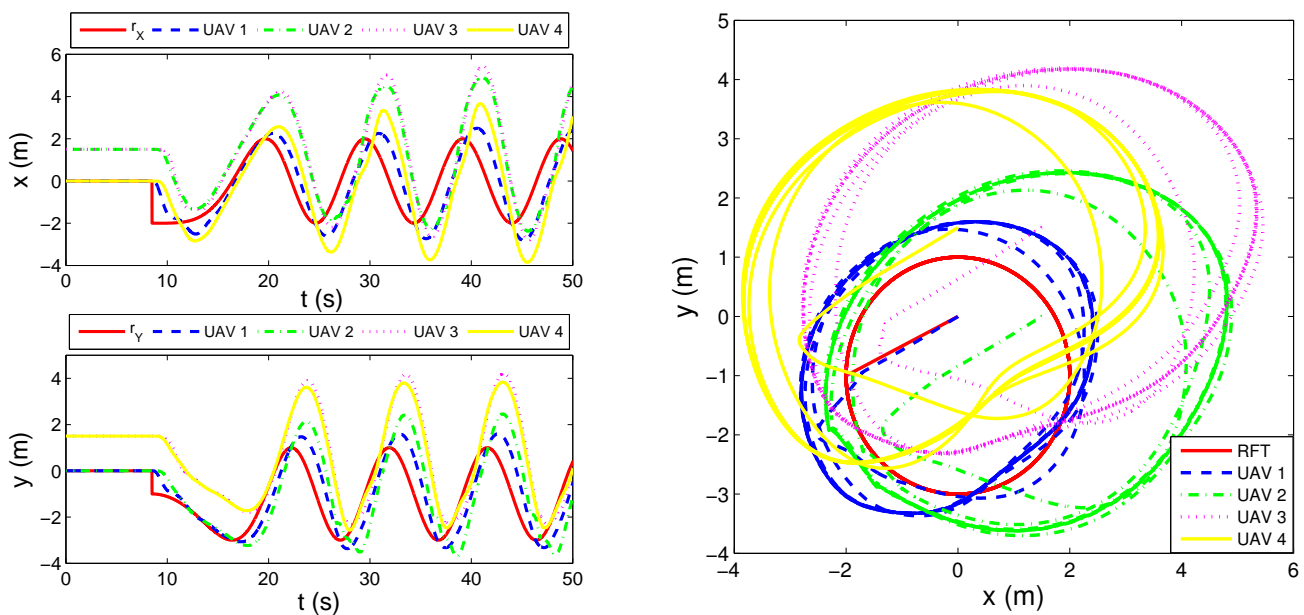 r_X UAV 1 UAV 2 UAV 3 UAV 4
6
4
2
0
−2
−4
x (m)
0 10 20 30 40 50
t (s)
r_Y UAV 1 UAV 2 UAV 3 UAV 4
4
2
0
−2
−4
y (m)
0 10 20 30 40 50
t (s)
5
4
3
2
1
0
−1
−2
−3
−4
y (m)
−4 −2 0 2 4 6
x (m)
RFT
UAV 1
UAV 2
UAV 3
UAV 4